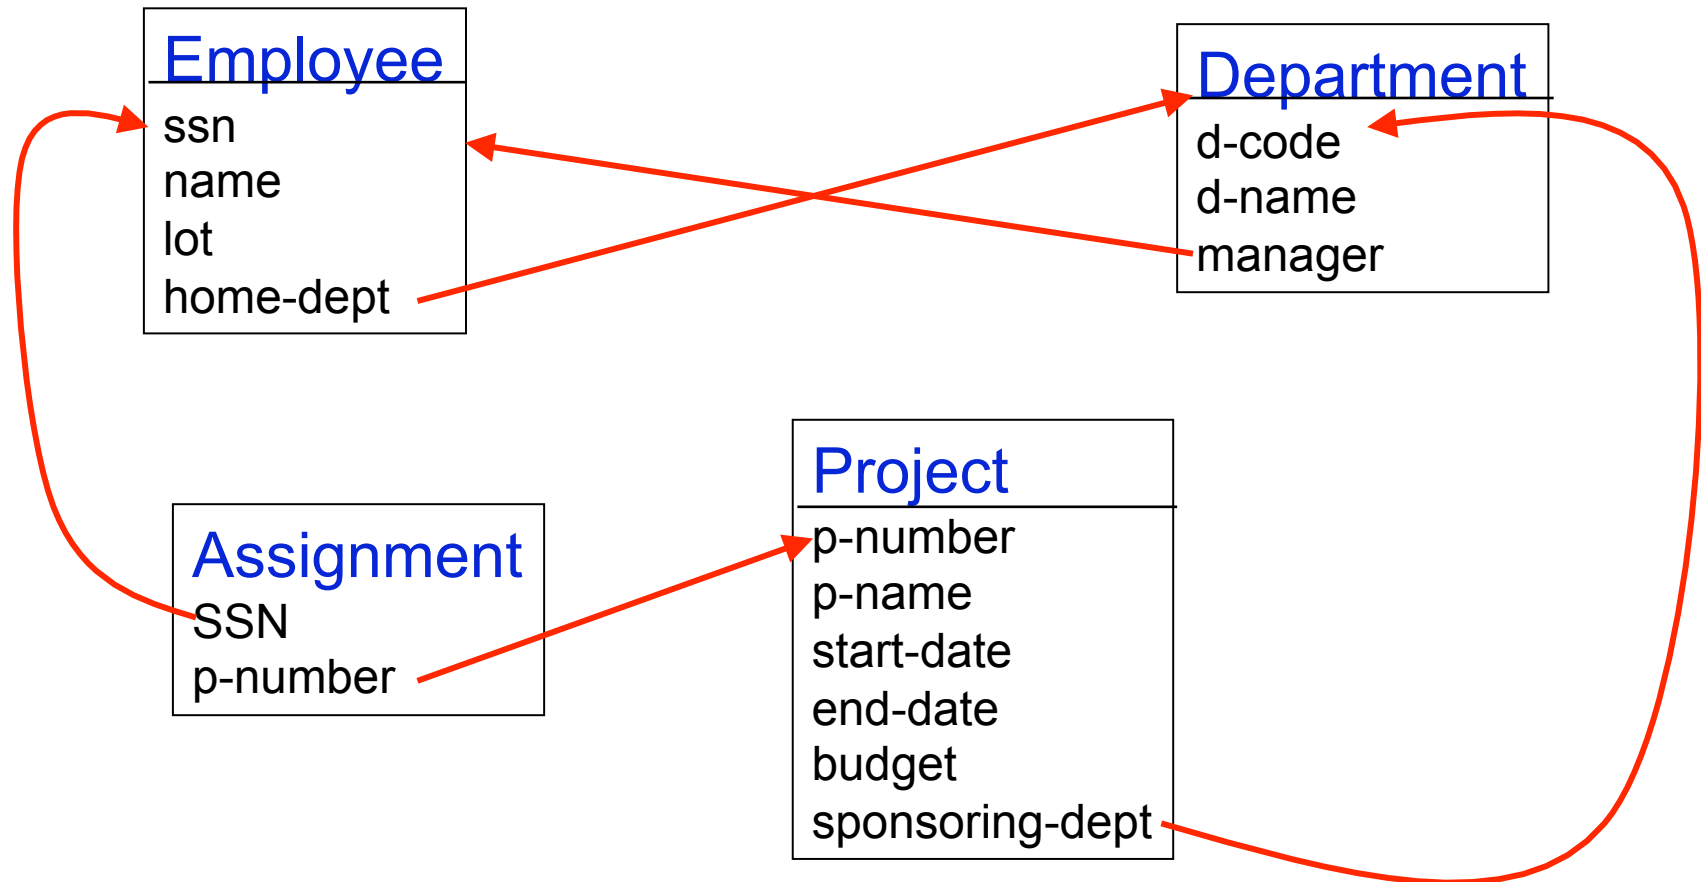 Employee
ssn
name
lot
home-dept
Department
d-code
d-name
manager
Assignment
SSN
p-number
Project
p-number
p-name
start-date
end-date
budget
sponsoring-dept